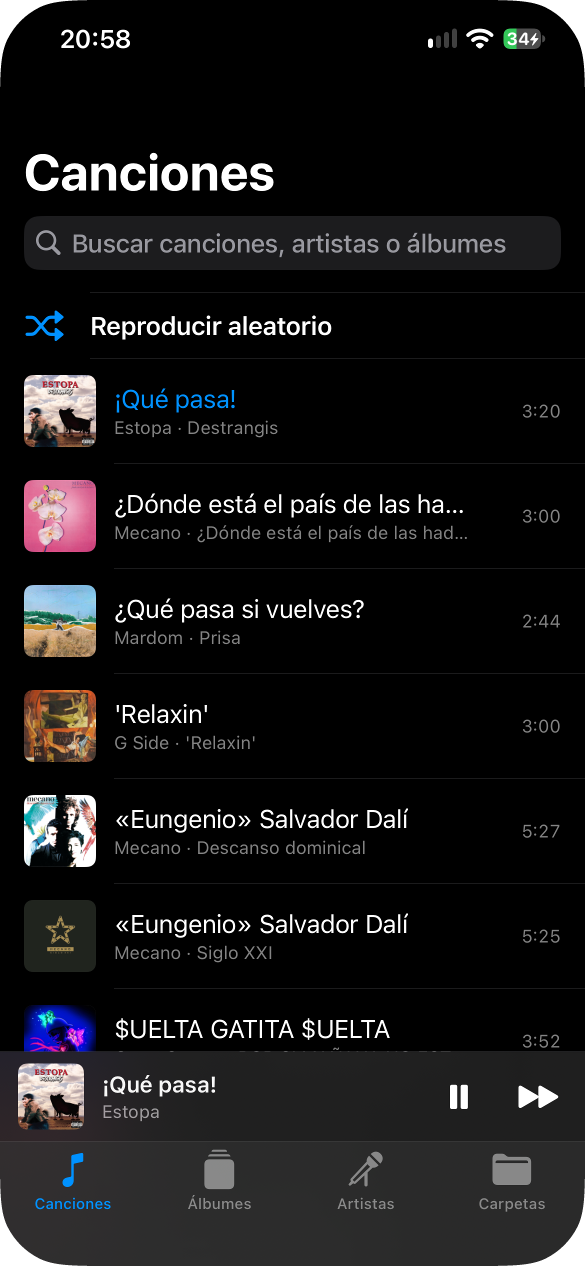 20:58
34
Canciones
Buscar canciones, artistas o álbumes
Reproducir aleatorio
ESTOPA
¡Qué pasa!
Estopa · Destrangis
3:20
¿Dónde está el país de las ha...
Mecano · ¿Dónde está el país de las had...
3:00
¿Qué pasa si vuelves?
Mardom · Prisa
2:44
'Relaxin'
G Side · 'Relaxin'
3:00
mecano
«Eungenio» Salvador Dalí
Mecano · Descanso dominical
5:27
«Eungenio» Salvador Dalí
Mecano · Siglo XXI
5:25
$UELTA GATITA $UELTA
3:52
ESTOPA
¡Qué pasa!
Estopa
Canciones
Álbumes
Artistas
Carpetas